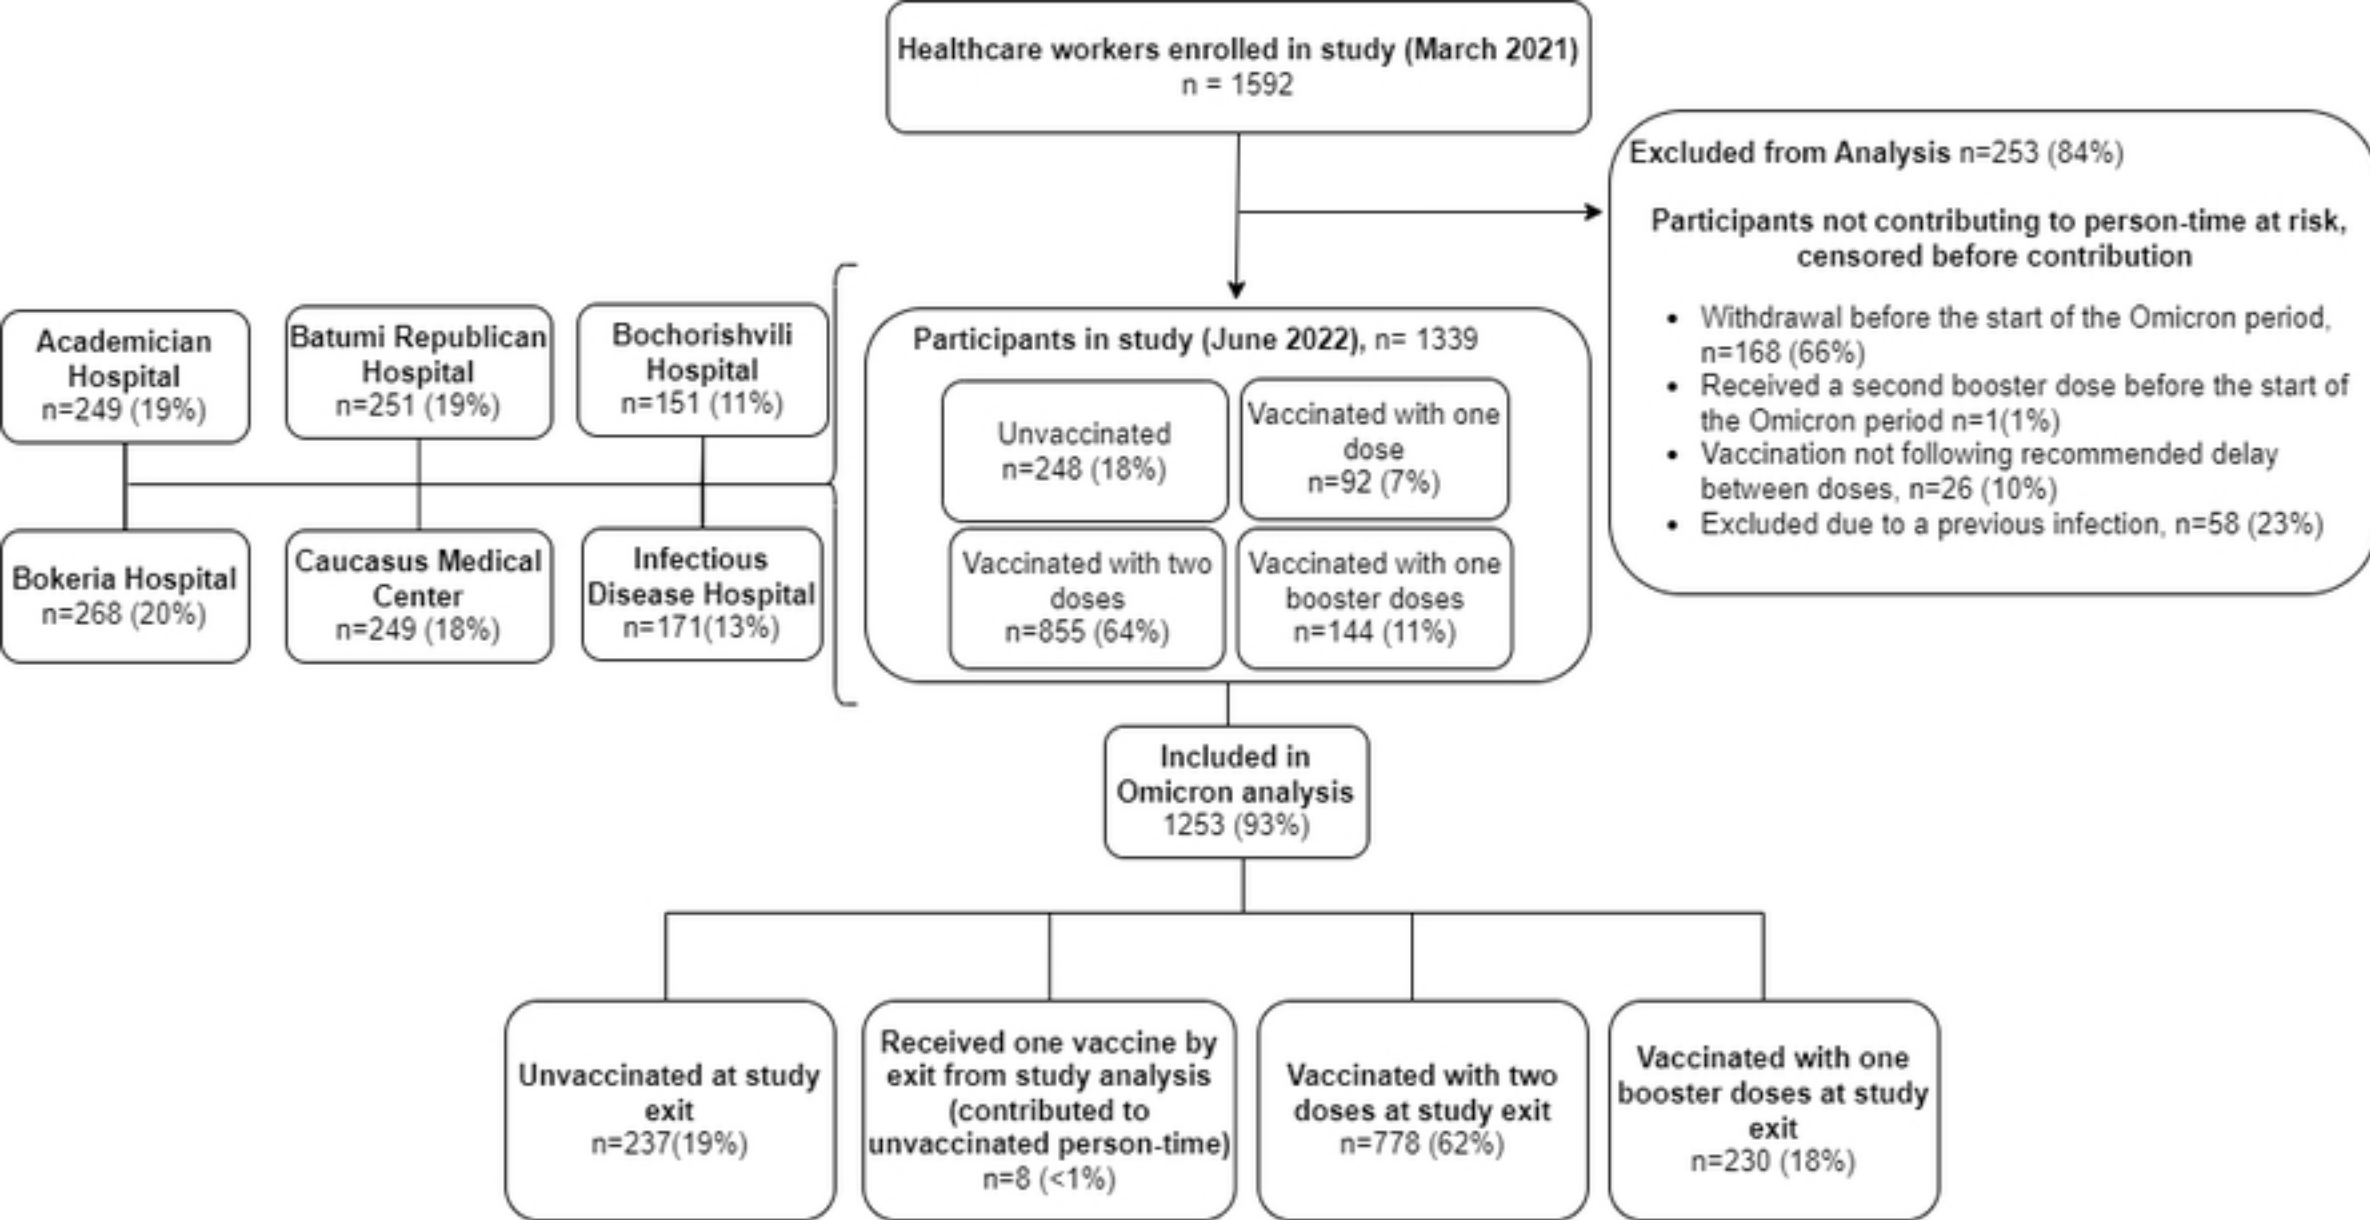 Healthcare workers enrolled in study (March 2021)
n = 1592
Excluded from Analysis n=253 (84%)
Participants not contributing to person-time at risk,
censored before contribution
• Withdrawal before the start of the Omicron period,
n=168 (66%)
• Received a second booster dose before the start of
the Omicron period n=1(1%)
• Vaccination not following recommended delay
between doses, n=26 (10%)
• Excluded due to a previous infection, n=58 (23%)
Academician
Hospital
n=249 (19%)
Batumi Republican
Hospital
n=251 (19%)
Bochorishvili
Hospital
n=151 (11%)
Bokeria Hospital
n=268 (20%)
Caucasus Medical
Center
n=249 (18%)
Infectious
Disease Hospital
n=171(13%)
Participants in study (June 2022), n= 1339
Unvaccinated
n=248 (18%)
Vaccinated with one
dose
n=92 (7%)
Vaccinated with two
doses
n=855 (64%)
Vaccinated with one
booster doses
n=144 (11%)
Included in
Omicron analysis
1253 (93%)
Unvaccinated at study
exit
n=237(19%)
Received one vaccine by
exit from study analysis
(contributed to
unvaccinated person-time)
n=8 (<1%)
Vaccinated with two
doses at study exit
n=778 (62%)
Vaccinated with one
booster doses at study
exit
n=230 (18%)